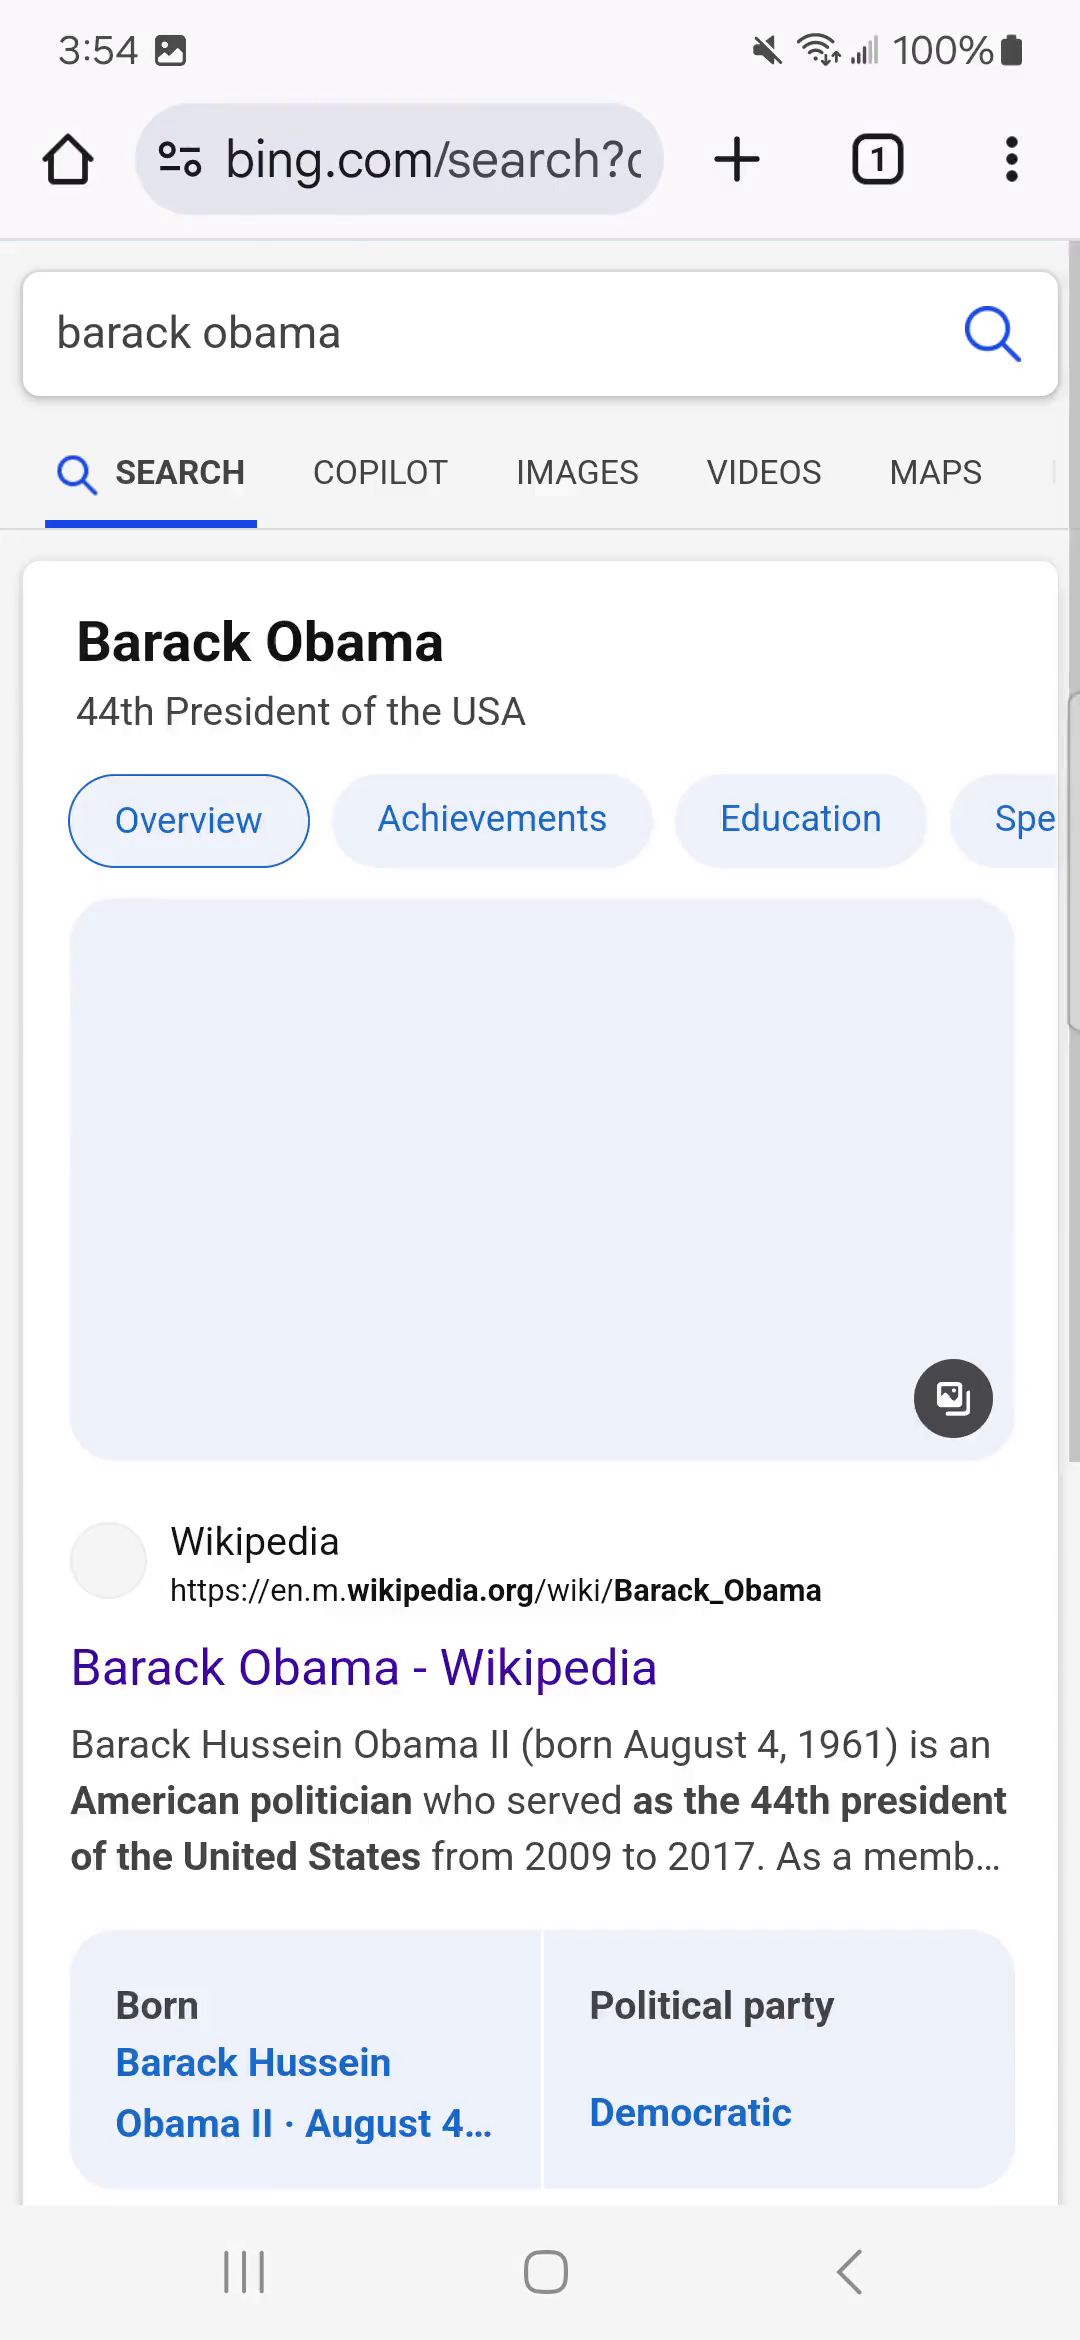 3:54
100%
bing.com/search?
1
barack obama
SEARCH COPILOT IMAGES VIDEOS MAPS
Barack Obama
44th President of the USA
Overview Achievements Education Spe
Wikipedia
https://en.m.wikipedia.org/wiki/Barack_Obama
Barack Obama - Wikipedia
Barack Hussein Obama II (born August 4, 1961) is an
American politician who served as the 44th president
of the United States from 2009 to 2017. As a memb...
Born
Barack Hussein
Obama II · August 4...
Political party
Democratic